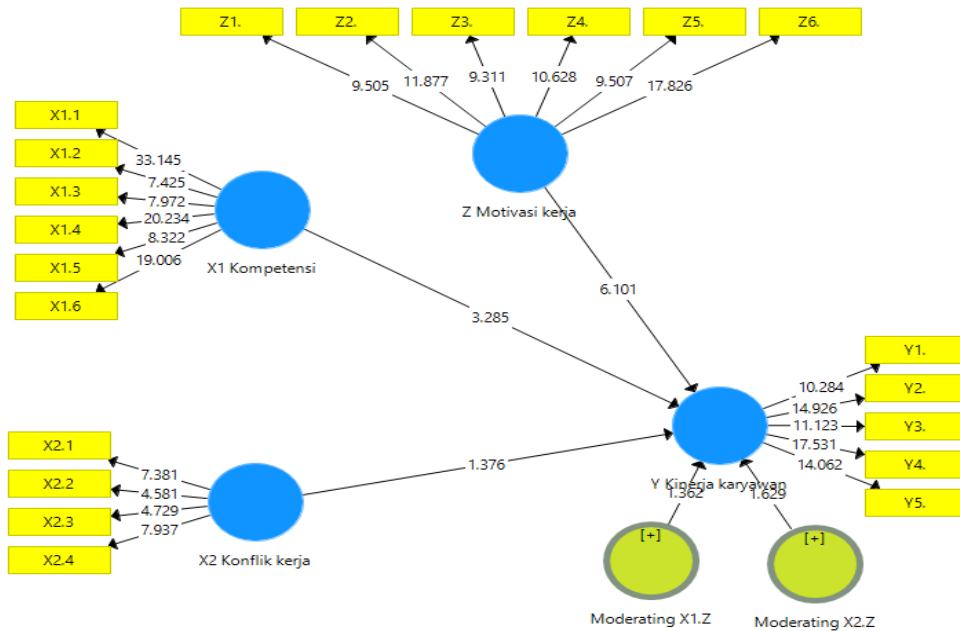 Z1.
Z2.
Z3.
Z4.
Z5.
Z6.
9.505
11.877
9.311
10.628
9.507
17.826
Z Motivasi kerja
X1.1
X1.2
X1.3
X1.4
X1.5
X1.6
33.145
7.425
7.972
20.234
8.322
19.006
X1 Kompetensi
6.101
3.285
X2.1
X2.2
X2.3
X2.4
7.381
4.581
4.729
7.937
X2 Konflik kerja
1.376
Y1.
Y2.
Y3.
Y4.
Y5.
10.284
14.926
11.123
17.531
14.062
Y Kinerja karyawan
1.362
1.629
[+]
[+]
Moderating X1.Z
Moderating X2.Z